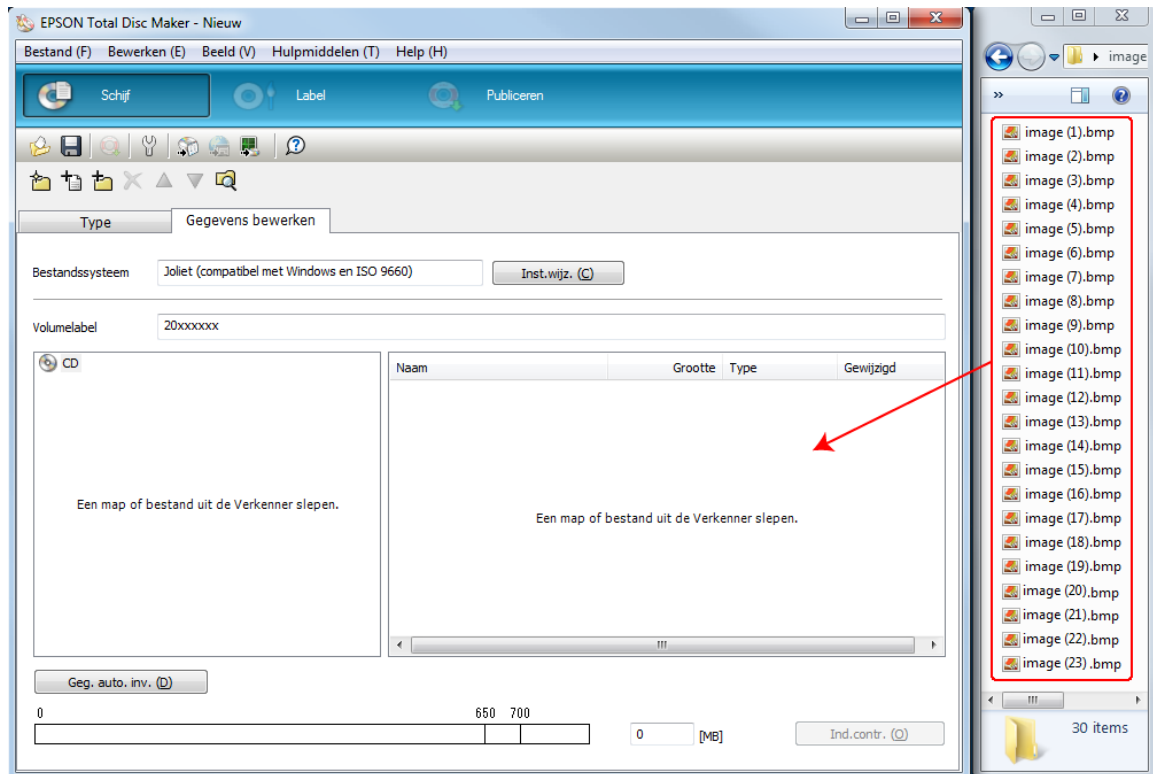 EPSON Total Disc Maker - Nieuw
Bestand (F) Bewerken (E) Beeld (V) Hulpmiddelen (T) Help (H)
Schijf Label Publiceren
Type Gegevens bewerken
Bestandssysteem Joliet (compatibel met Windows en ISO 9660) Inst.wijz. (C)
Volumelabel 20xxxxxx
CD
Een map of bestand uit de Verkenner slepen.
Naam Grootte Type Gewijzigd
Een map of bestand uit de Verkenner slepen.
Geg. auto. inv. (D)
0 650 700
0 [MB] Ind.contr. (O)
image
»
image (1).bmp
image (2).bmp
image (3).bmp
image (4).bmp
image (5).bmp
image (6).bmp
image (7).bmp
image (8).bmp
image (9).bmp
image (10).bmp
image (11).bmp
image (12).bmp
image (13).bmp
image (14).bmp
image (15).bmp
image (16).bmp
image (17).bmp
image (18).bmp
image (19).bmp
image (20).bmp
image (21).bmp
image (22).bmp
image (23) .bmp
30 items